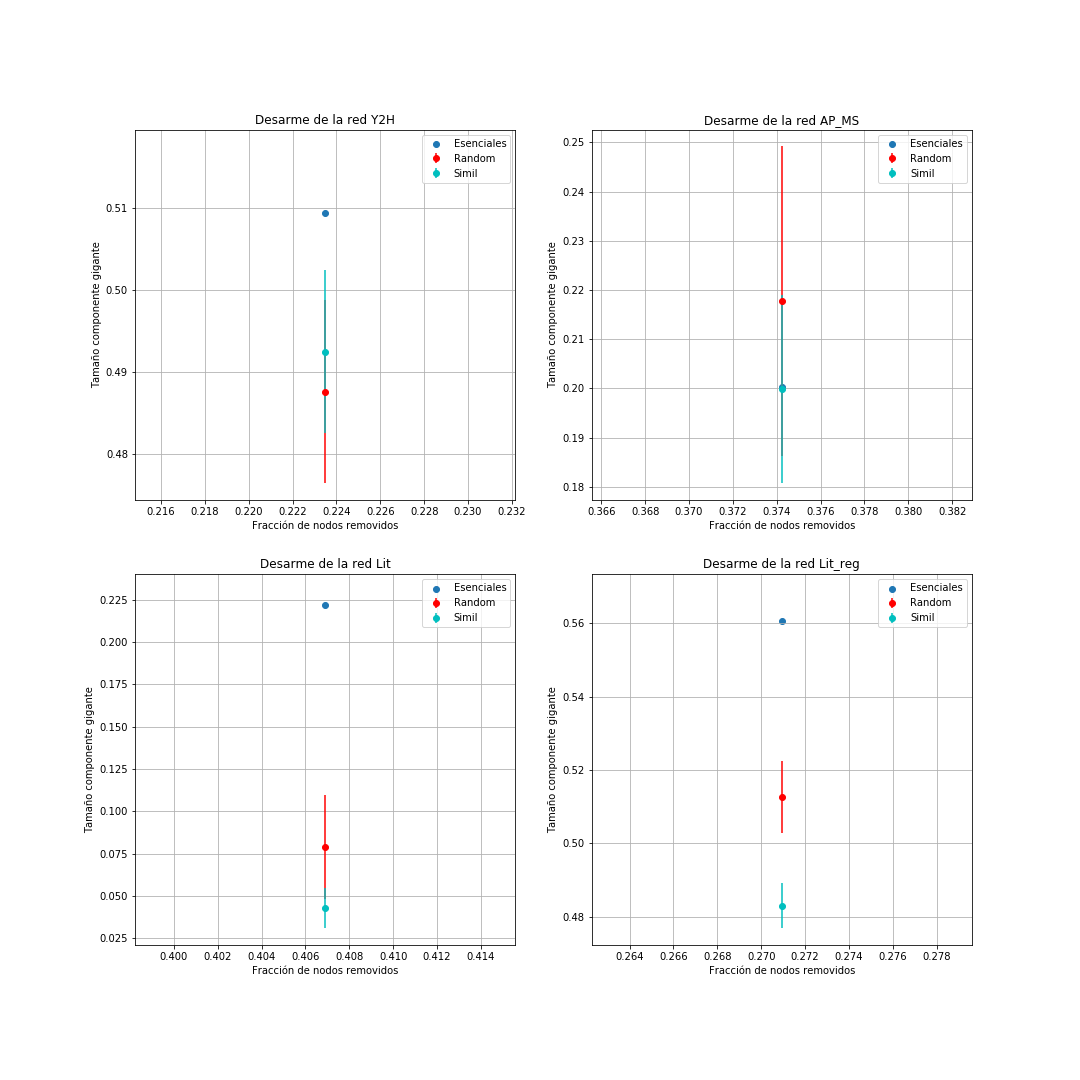 Desarme de la red Y2H
Esenciales
Random
Simil
0.51
0.50
0.49
0.48
Tamaño componente gigante
0.216 0.218 0.220 0.222 0.224 0.226 0.228 0.230 0.232
Fracción de nodos removidos
Desarme de la red AP_MS
Esenciales
Random
Simil
0.25
0.24
0.23
0.22
0.21
0.20
0.19
0.18
Tamaño componente gigante
0.366 0.368 0.370 0.372 0.374 0.376 0.378 0.380 0.382
Fracción de nodos removidos
Desarme de la red Lit
Esenciales
Random
Simil
0.225
0.200
0.175
0.150
0.125
0.100
0.075
0.050
0.025
Tamaño componente gigante
0.400 0.402 0.404 0.406 0.408 0.410 0.412 0.414
Fracción de nodos removidos
Desarme de la red Lit_reg
Esenciales
Random
Simil
0.56
0.54
0.52
0.50
0.48
Tamaño componente gigante
0.264 0.266 0.268 0.270 0.272 0.274 0.276 0.278
Fracción de nodos removidos